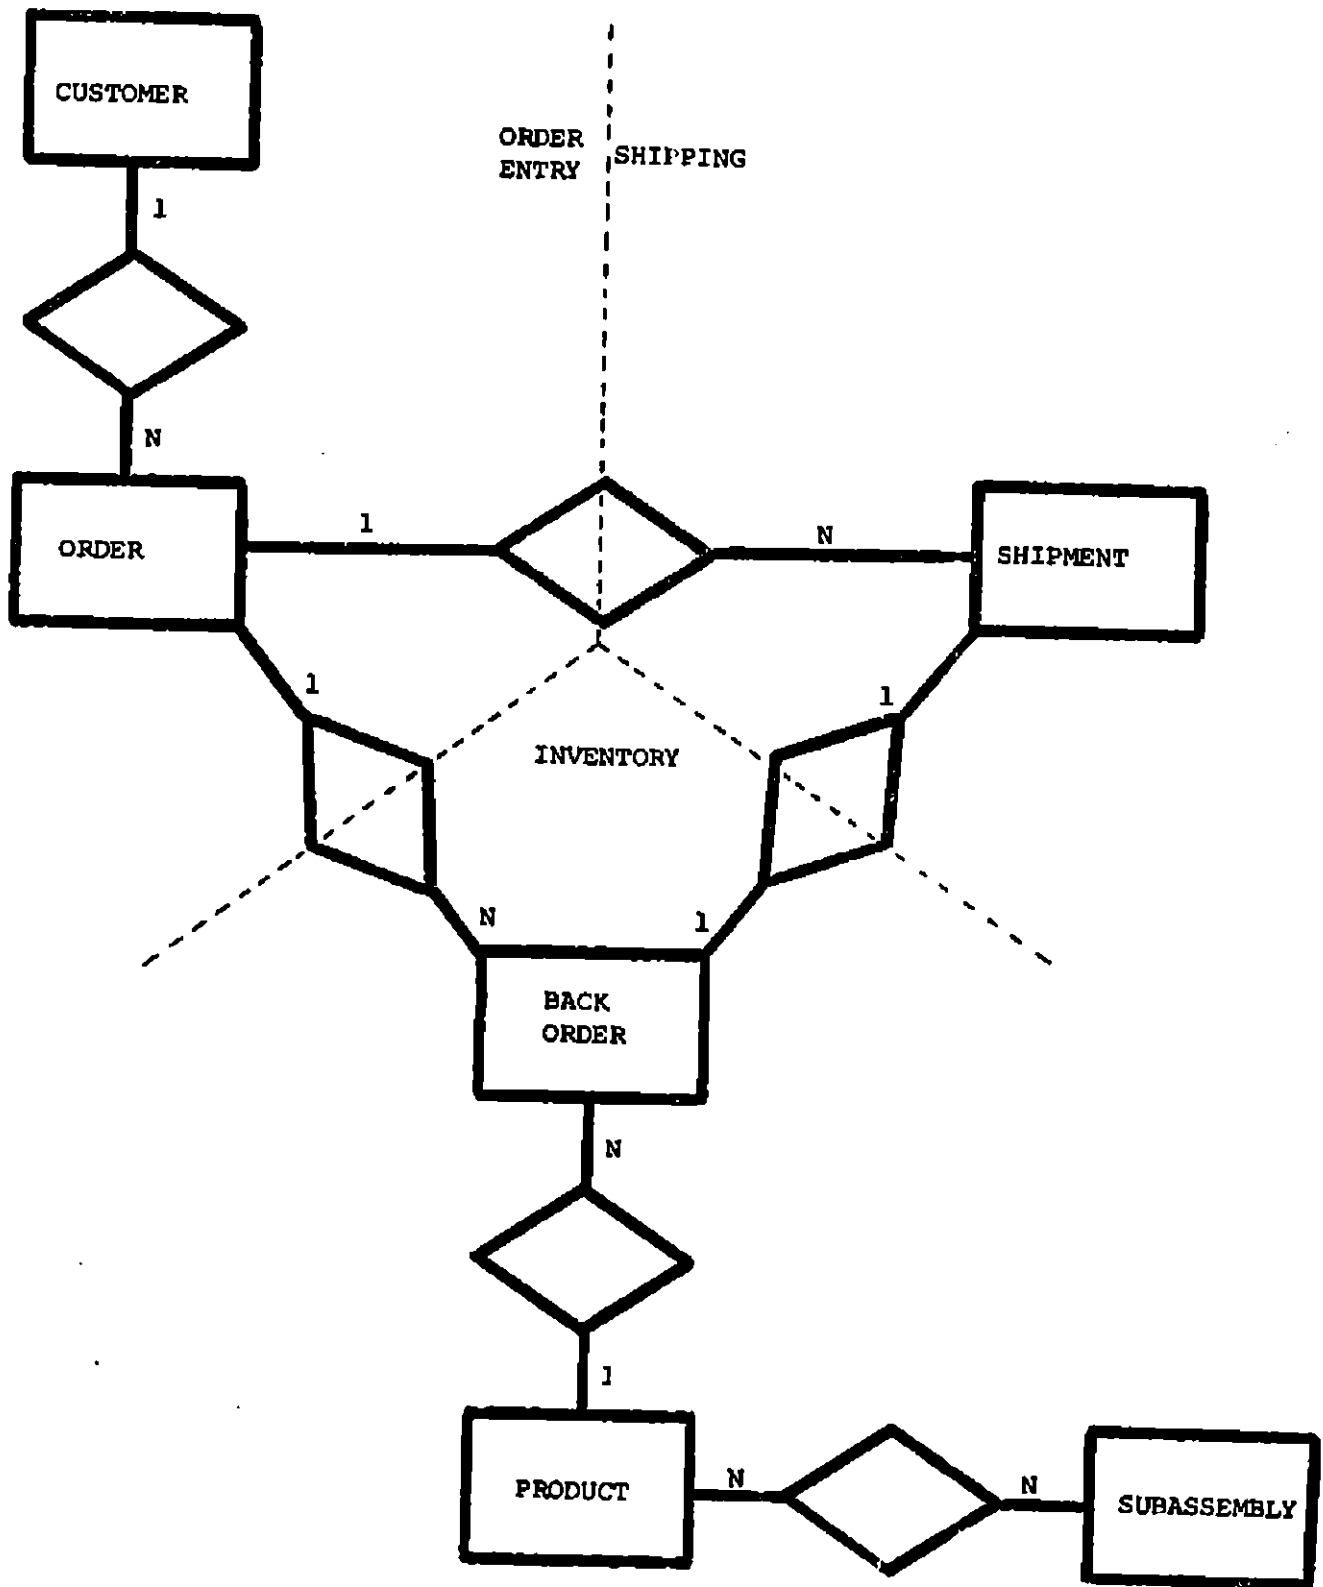 CUSTOMER
ORDER
ENTRY
SHIPPING
1
N
ORDER
1
N
SHIPMENT
1
1
INVENTORY
N
1
BACK
ORDER
N
1
PRODUCT
N
N
SUBASSEMBLY